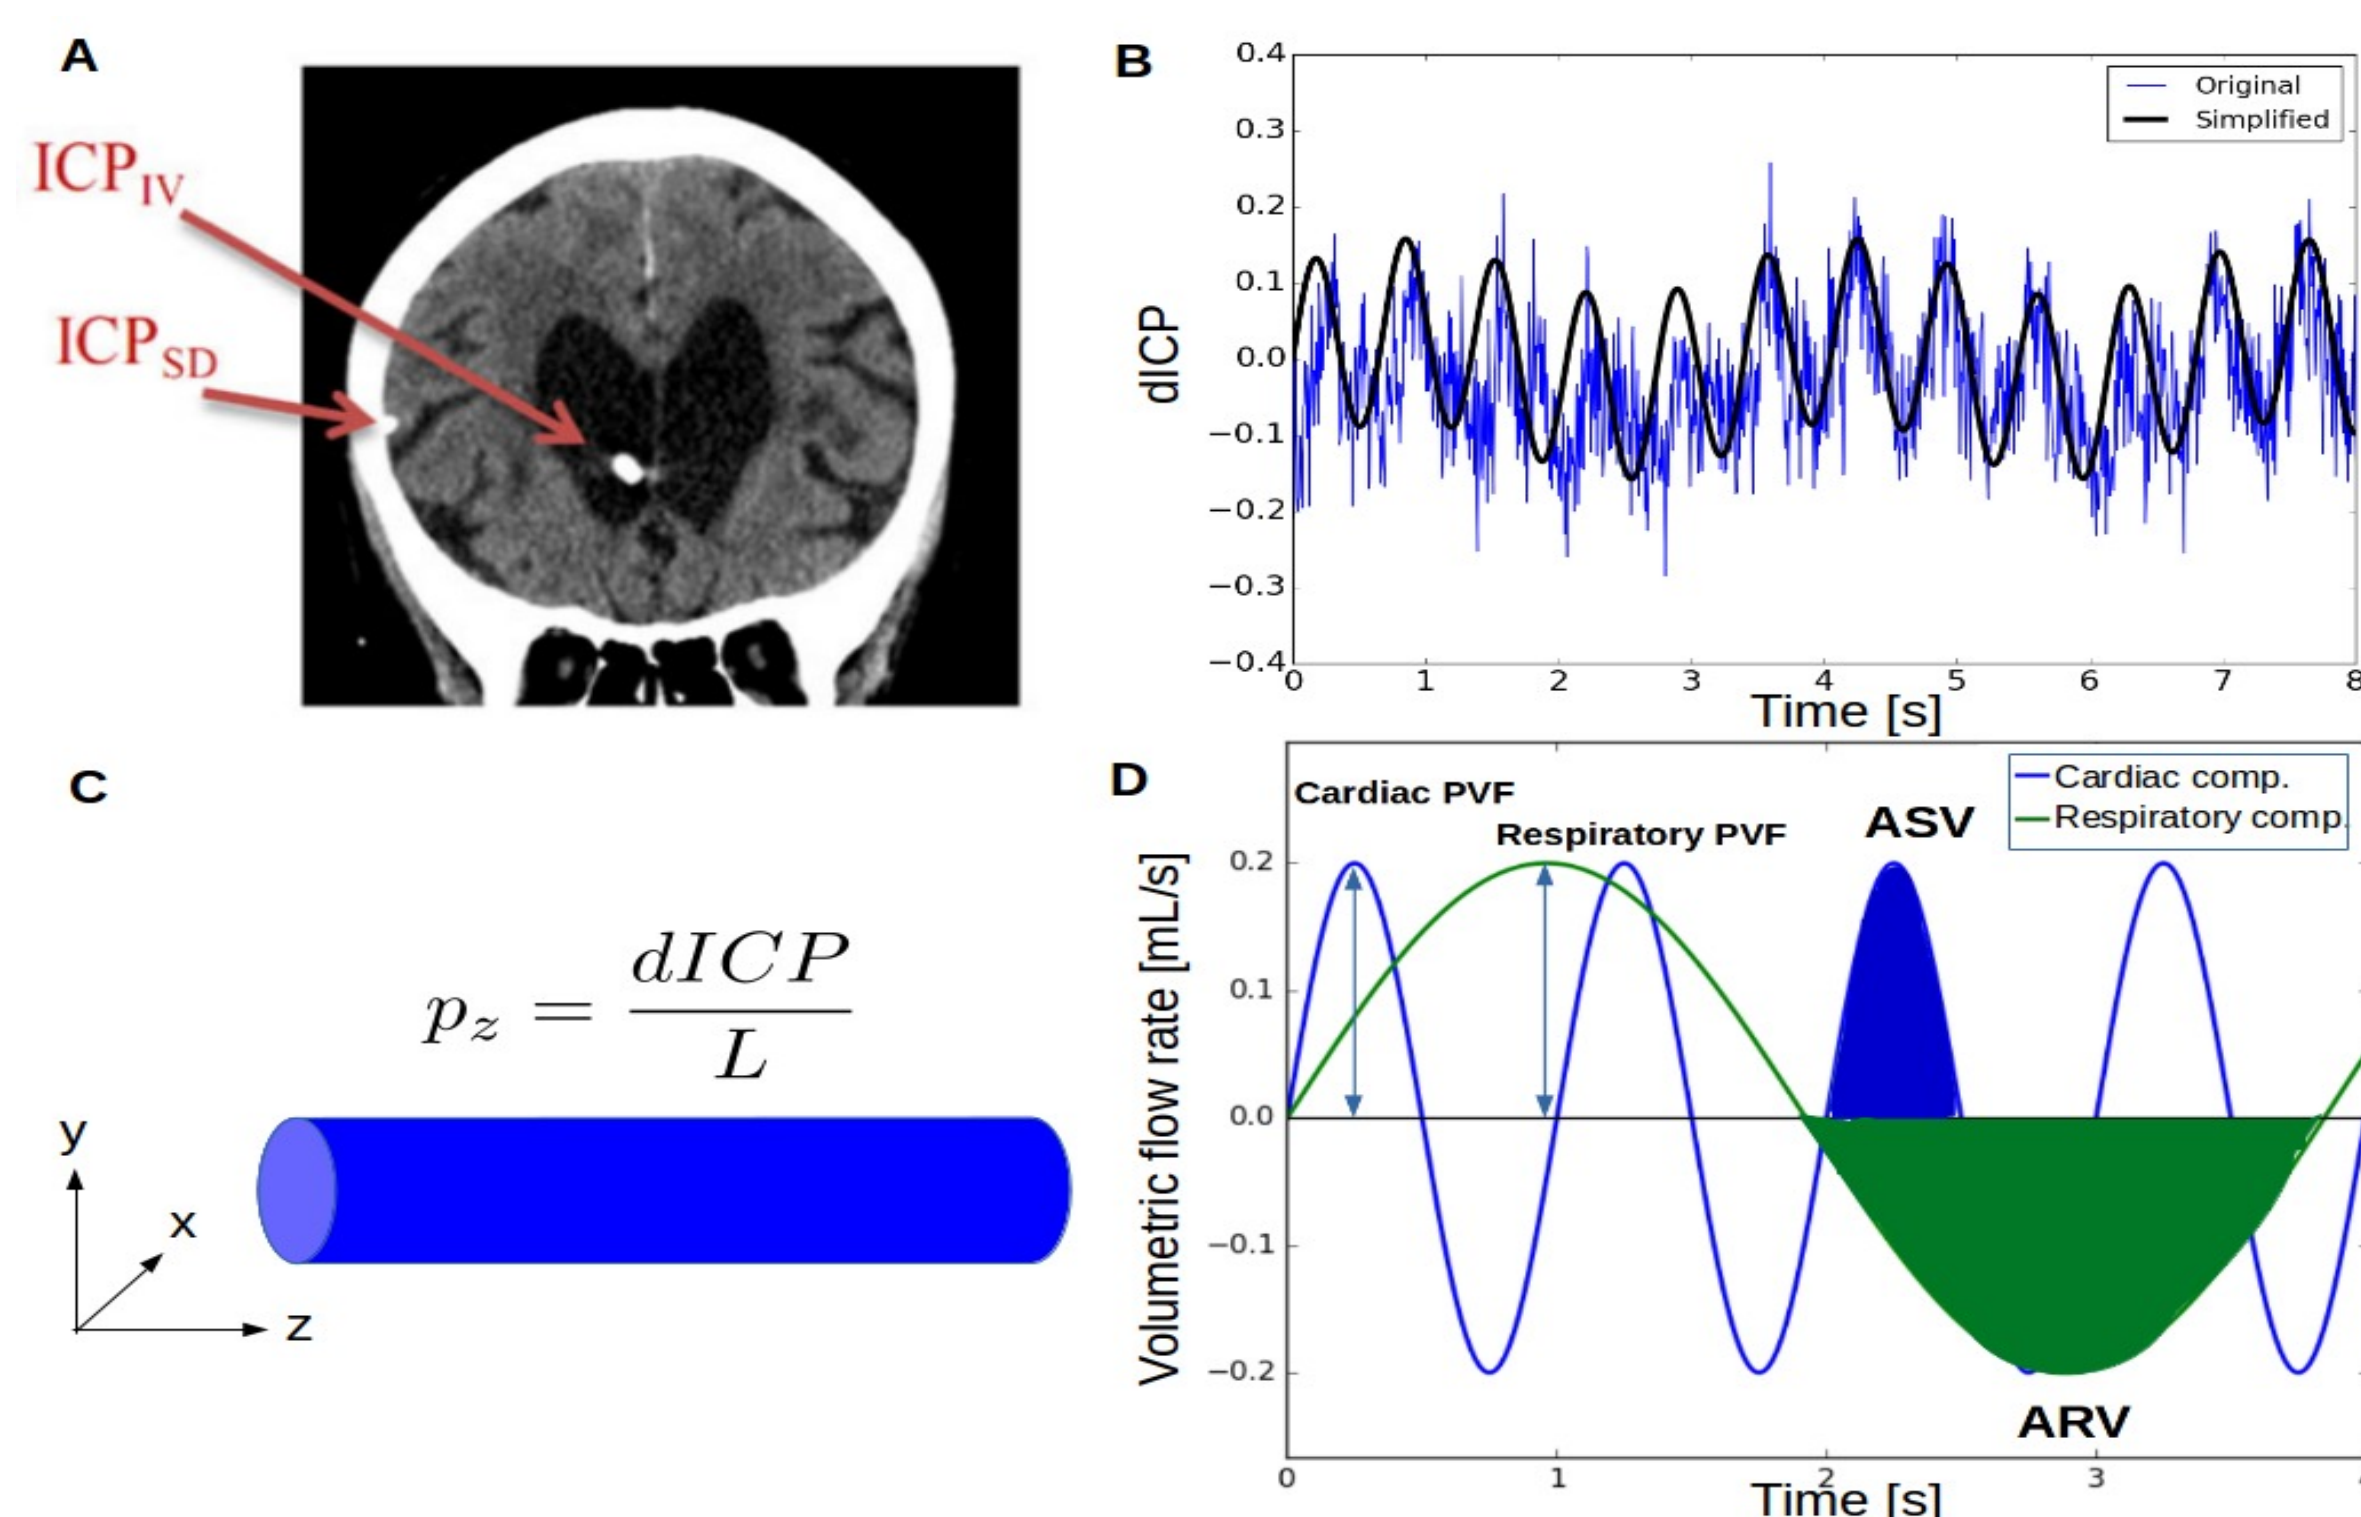 A
ICP_IV
ICP_SD
B
0.4
0.3
0.2
0.1
0.0
−0.1
−0.2
−0.3
−0.4
dICP
Original
Simplified
0 1 2 3 4 5 6 7 8
Time [s]
C
p_z = dICP / L
y
x
z
D
Cardiac PVF
Respiratory PVF
ASV
Cardiac comp.
Respiratory comp.
0.2
0.1
0.0
−0.1
−0.2
Volumetric flow rate [mL/s]
ARV
0 1 2 3
Time [s]